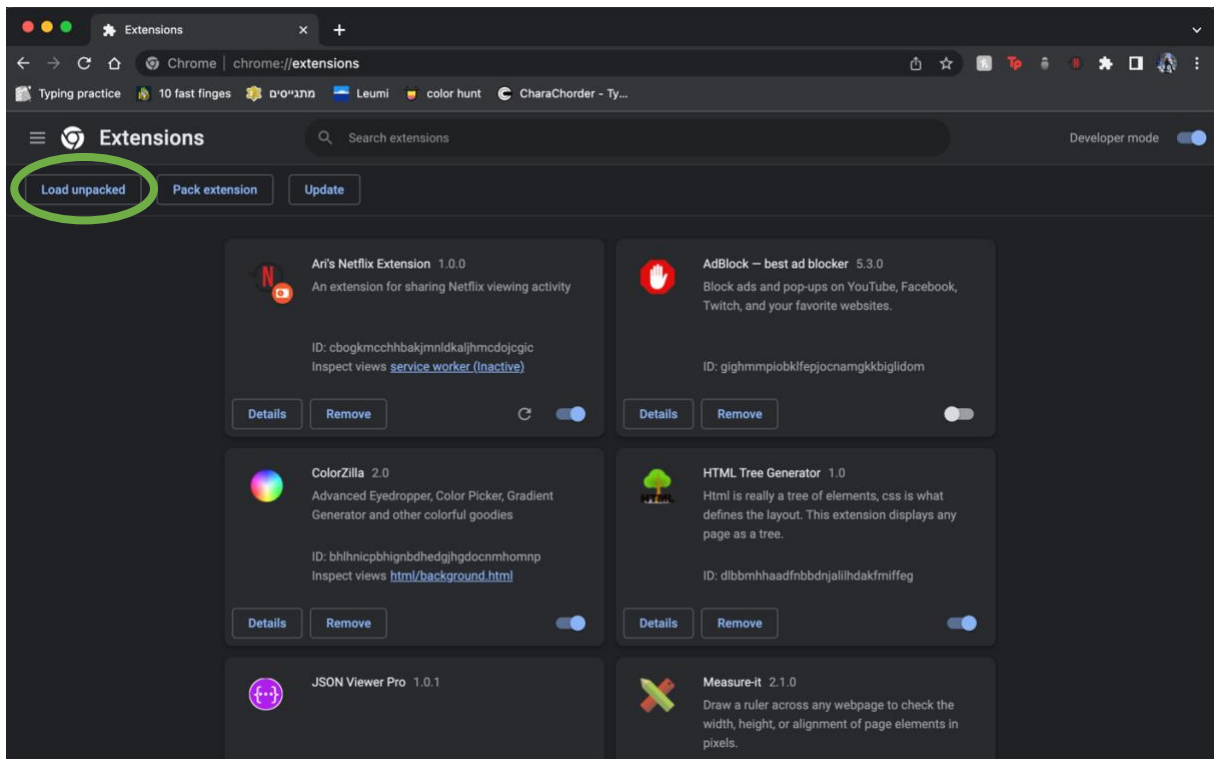 Extensions
Chrome | chrome://extensions
Typing practice 10 fast finges מתגייסים Leumi color hunt CharaChorder - Ty...
Extensions Search extensions Developer mode
Load unpacked Pack extension Update
Ari's Netflix Extension 1.0.0
An extension for sharing Netflix viewing activity
ID: cbogkmcchhbakjmnldkaljhmcdojcgic
Inspect views service worker (Inactive)
Details Remove
AdBlock — best ad blocker 5.3.0
Block ads and pop-ups on YouTube, Facebook,
Twitch, and your favorite websites.
ID: gighmmpiobklfepjocnamgkkbiglidom
Details Remove
ColorZilla 2.0
Advanced Eyedropper, Color Picker, Gradient
Generator and other colorful goodies
ID: bhlhnicpbhignbdhedgjhgdocnmhomnp
Inspect views html/background.html
Details Remove
HTML
HTML Tree Generator 1.0
Html is really a tree of elements, css is what
defines the layout. This extension displays any
page as a tree.
ID: dlbbmhhaadfnbbdnjalilhdakfmiffeg
Details Remove
JSON Viewer Pro 1.0.1
Measure-it 2.1.0
Draw a ruler across any webpage to check the
width, height, or alignment of page elements in
pixels.